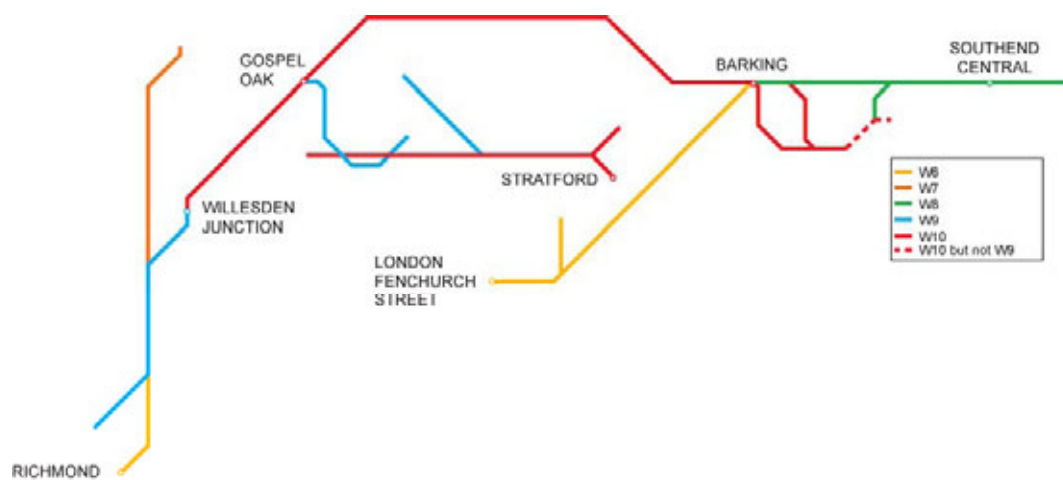 SOUTHEND
CENTRAL
GOSPEL
OAK
BARKING
STRATFORD
WILLESDEN
JUNCTION
LONDON
FENCHURCH
STREET
RICHMOND
W6
W7
W8
W9
W10
W10 but not W9